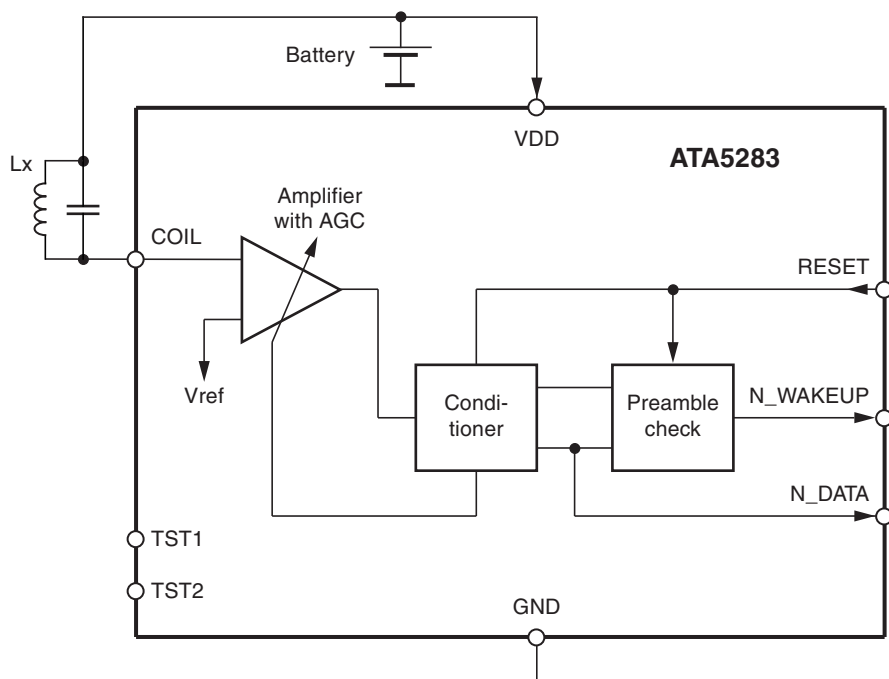 Battery
VDD
ATA5283
Lx
Amplifier
with AGC
COIL
RESET
Vref
Condi-
tioner
Preamble
check
N_WAKEUP
N_DATA
TST1
TST2
GND